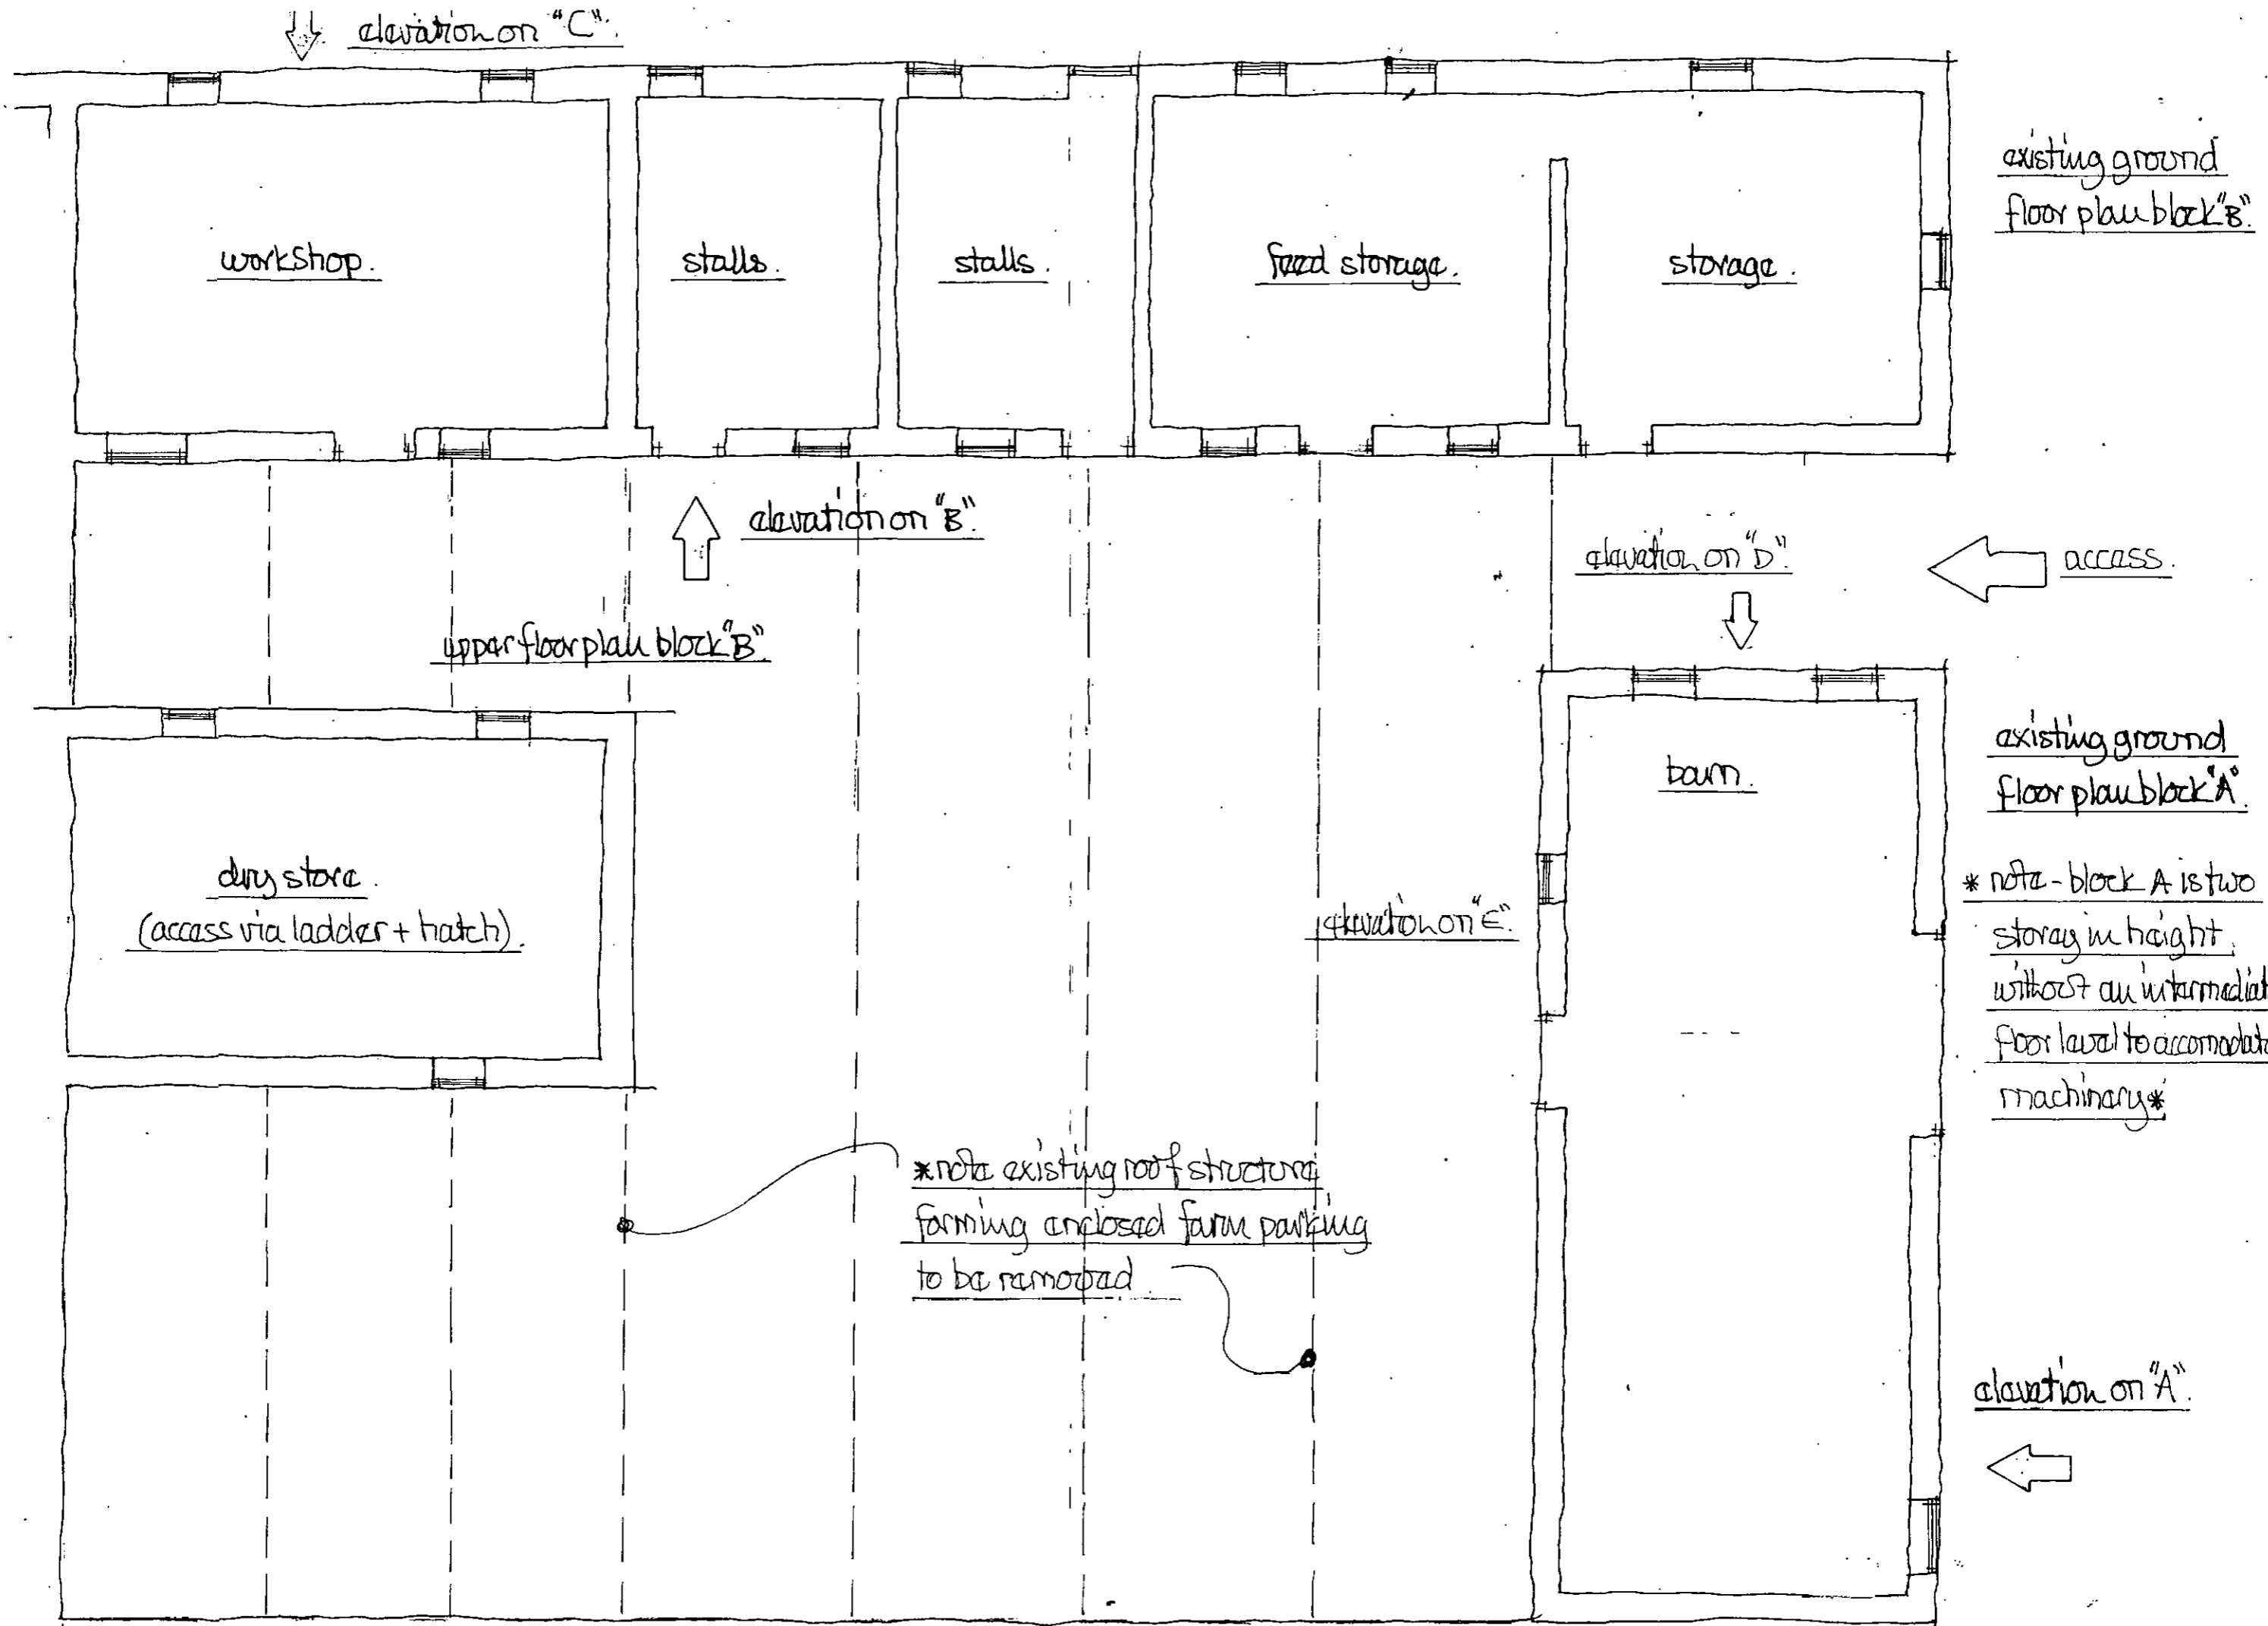 elevation on "C".
existing ground
floor plan block "B".
workshop.
stalls.
stalls.
feed storage.
storage.
elevation on "B".
elevation on "D".
access.
upper floor plan block "B".
barn.
existing ground
floor plan block "A".
dry store.
(access via ladder + hatch).
elevation on "E".
* note - block A is two
storey in height
without an intermediat
floor level to accomodate
machinery *
* note existing roof structure
forming enclosed farm parking
to be removed.
elevation on "A".